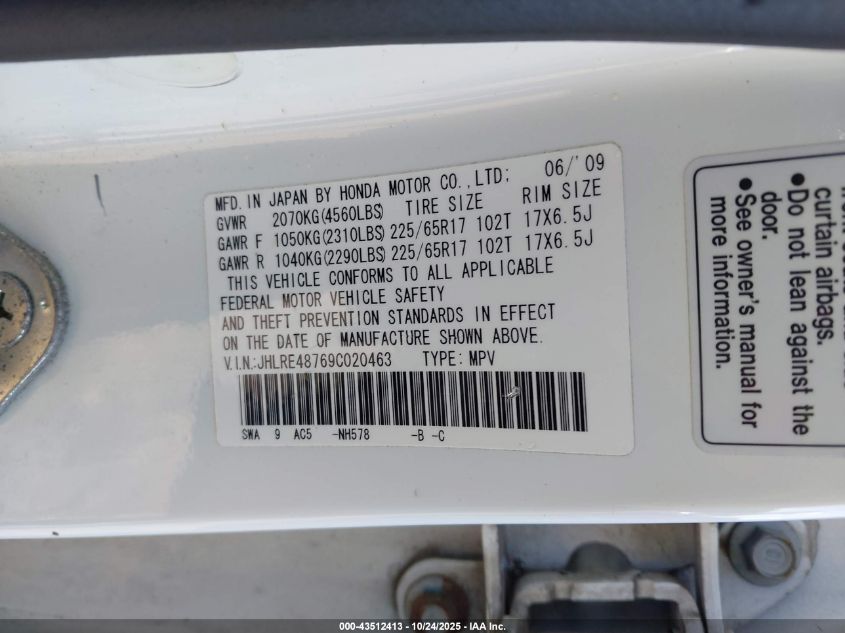 MFD. IN JAPAN BY HONDA MOTOR CO., LTD; 06/'09
GVWR 2070KG(4560LBS) TIRE SIZE RIM SIZE
GAWR F 1050KG(2310LBS) 225/65R17 102T 17X6.5J
GAWR R 1040KG(2290LBS) 225/65R17 102T 17X6.5J
THIS VEHICLE CONFORMS TO ALL APPLICABLE
FEDERAL MOTOR VEHICLE SAFETY
AND THEFT PREVENTION STANDARDS IN EFFECT
ON THE DATE OF MANUFACTURE SHOWN ABOVE.
V.I.N.:JHLRE48769C020463 TYPE: MPV
SWA 9 AC5 -NH578 -B -C
curtain airbags.
•Do not lean against the
door.
•See owner's manual for
more information.
000-43512413 - 10/24/2025 - IAA Inc.